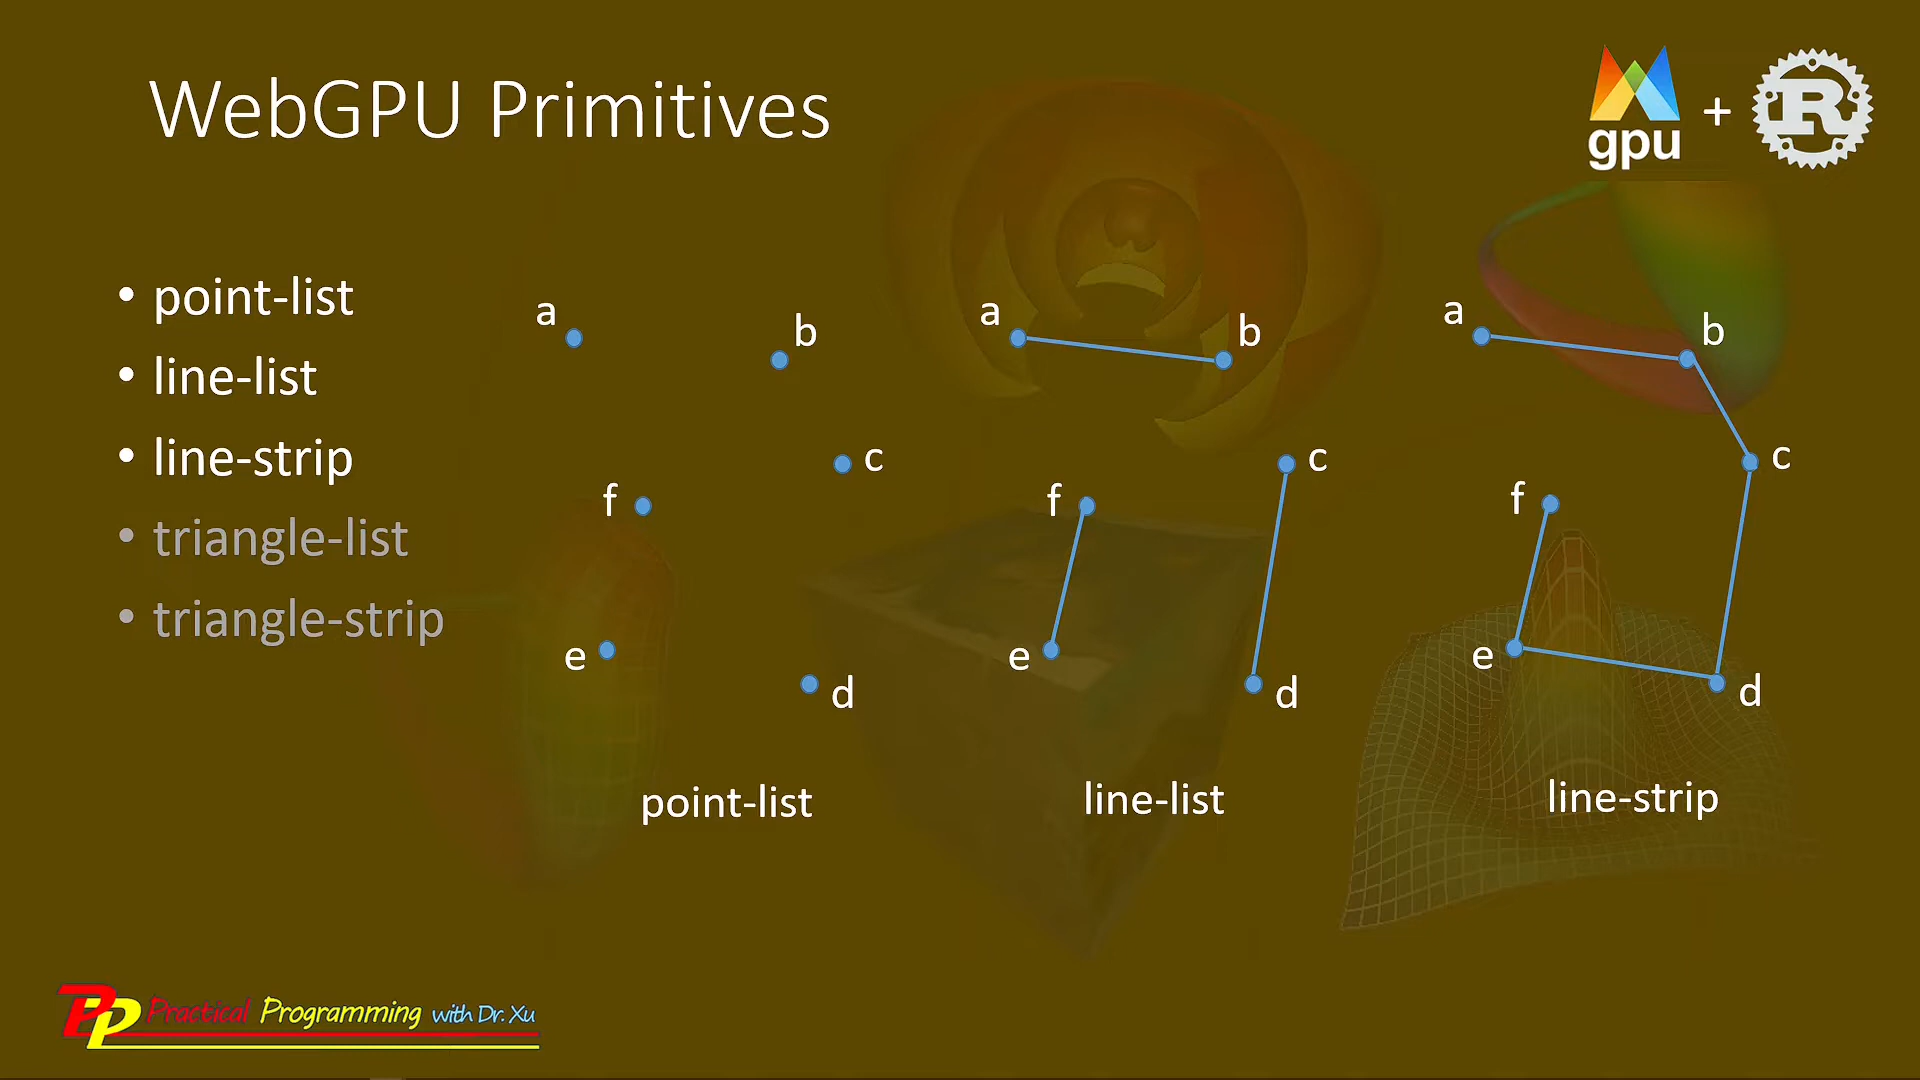 WebGPU Primitives
gpu + R
• point-list
• line-list
• line-strip
• triangle-list
• triangle-strip
a
b
c
f
e
d
point-list
a
b
c
f
e
d
line-list
a
b
c
f
e
d
line-strip
PP Practical Programming with Dr. Xu